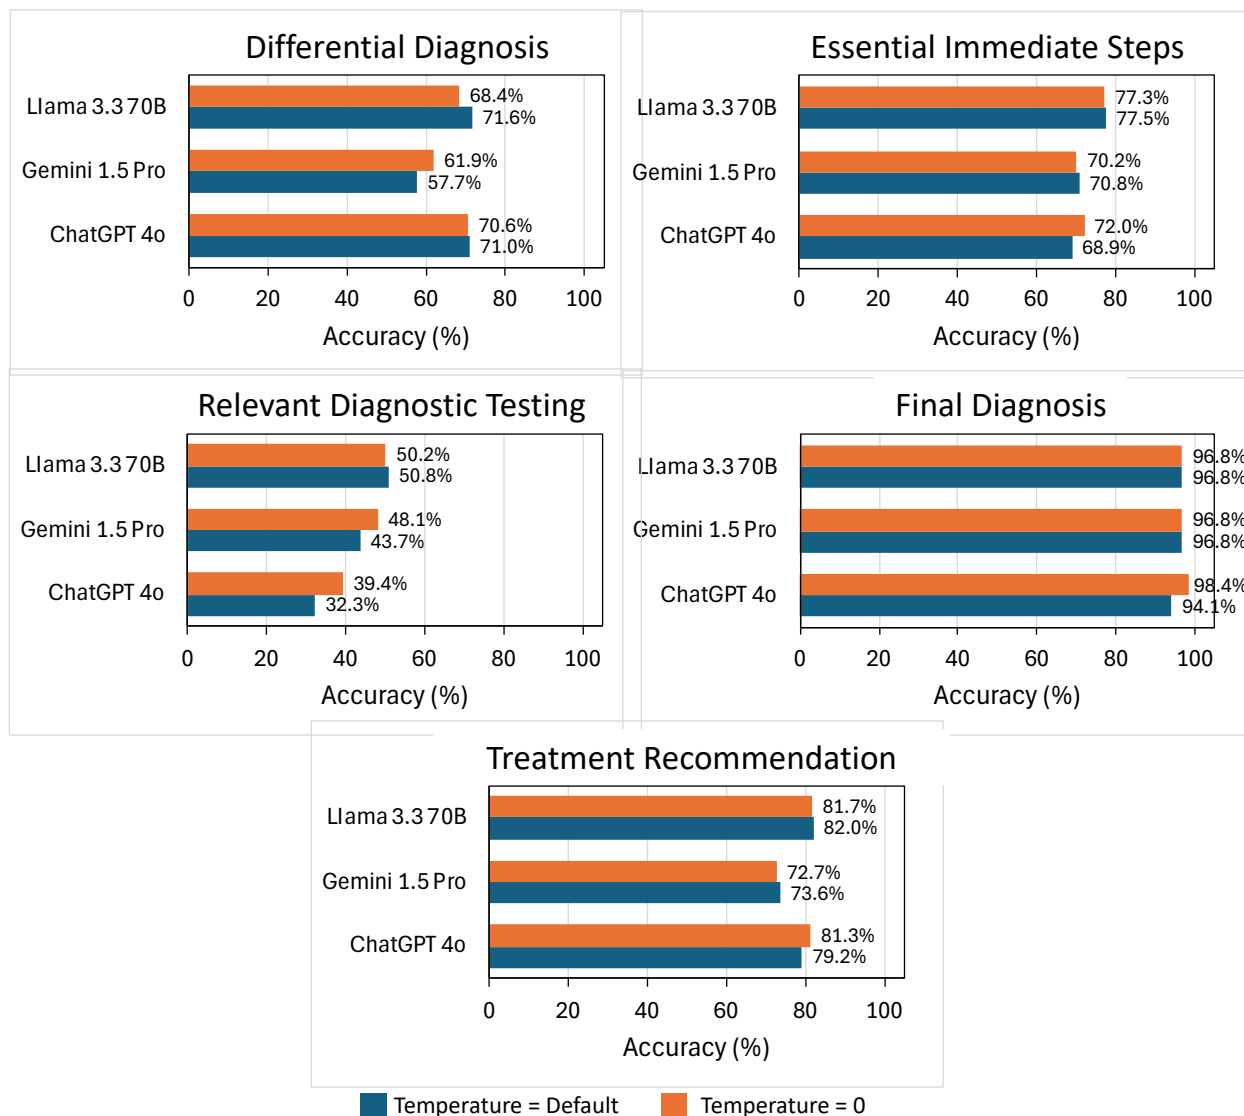 Differential Diagnosis
Llama 3.3 70B
68.4%
71.6%
Gemini 1.5 Pro
61.9%
57.7%
ChatGPT 4o
70.6%
71.0%
0 20 40 60 80 100
Accuracy (%)
Essential Immediate Steps
Llama 3.3 70B
77.3%
77.5%
Gemini 1.5 Pro
70.2%
70.8%
ChatGPT 4o
72.0%
68.9%
0 20 40 60 80 100
Accuracy (%)
Relevant Diagnostic Testing
Llama 3.3 70B
50.2%
50.8%
Gemini 1.5 Pro
48.1%
43.7%
ChatGPT 4o
39.4%
32.3%
0 20 40 60 80 100
Accuracy (%)
Final Diagnosis
Llama 3.3 70B
96.8%
96.8%
Gemini 1.5 Pro
96.8%
96.8%
ChatGPT 4o
98.4%
94.1%
0 20 40 60 80 100
Accuracy (%)
Treatment Recommendation
Llama 3.3 70B
81.7%
82.0%
Gemini 1.5 Pro
72.7%
73.6%
ChatGPT 4o
81.3%
79.2%
0 20 40 60 80 100
Accuracy (%)
Temperature = Default Temperature = 0